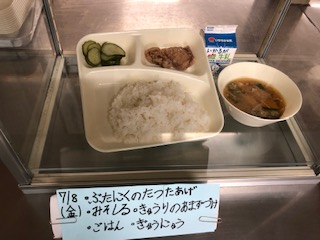 7/8 ・ぶたにくのたつたあげ
(金) ・みそしる ・きゅうりのあまずづけ
・ごはん ・ぎゅうにゅう